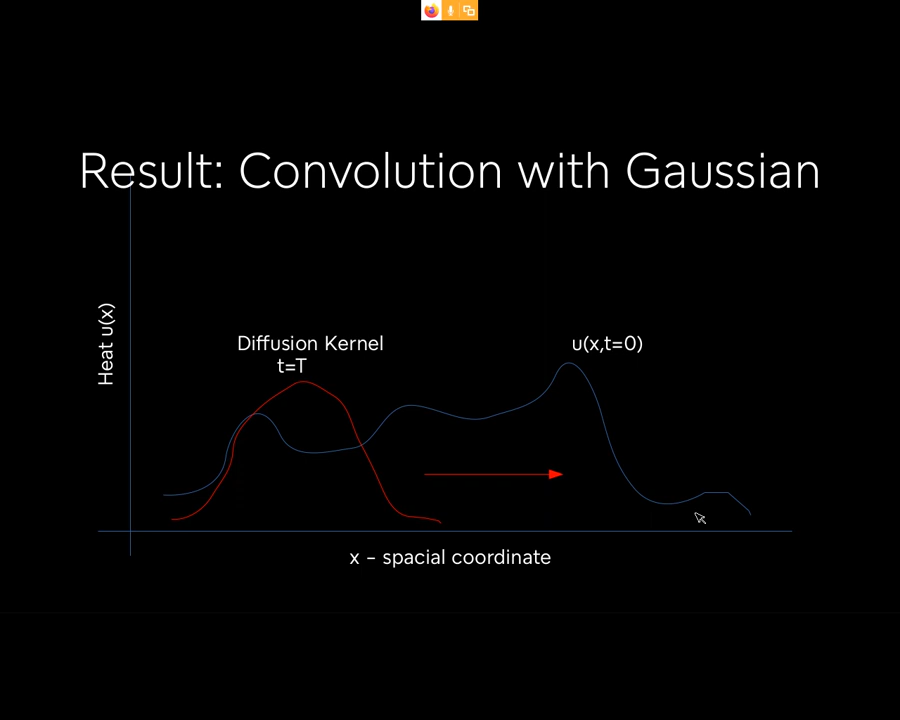 Result: Convolution with Gaussian
Heat u(x)
Diffusion Kernel
t=T
u(x,t=0)
x - spacial coordinate